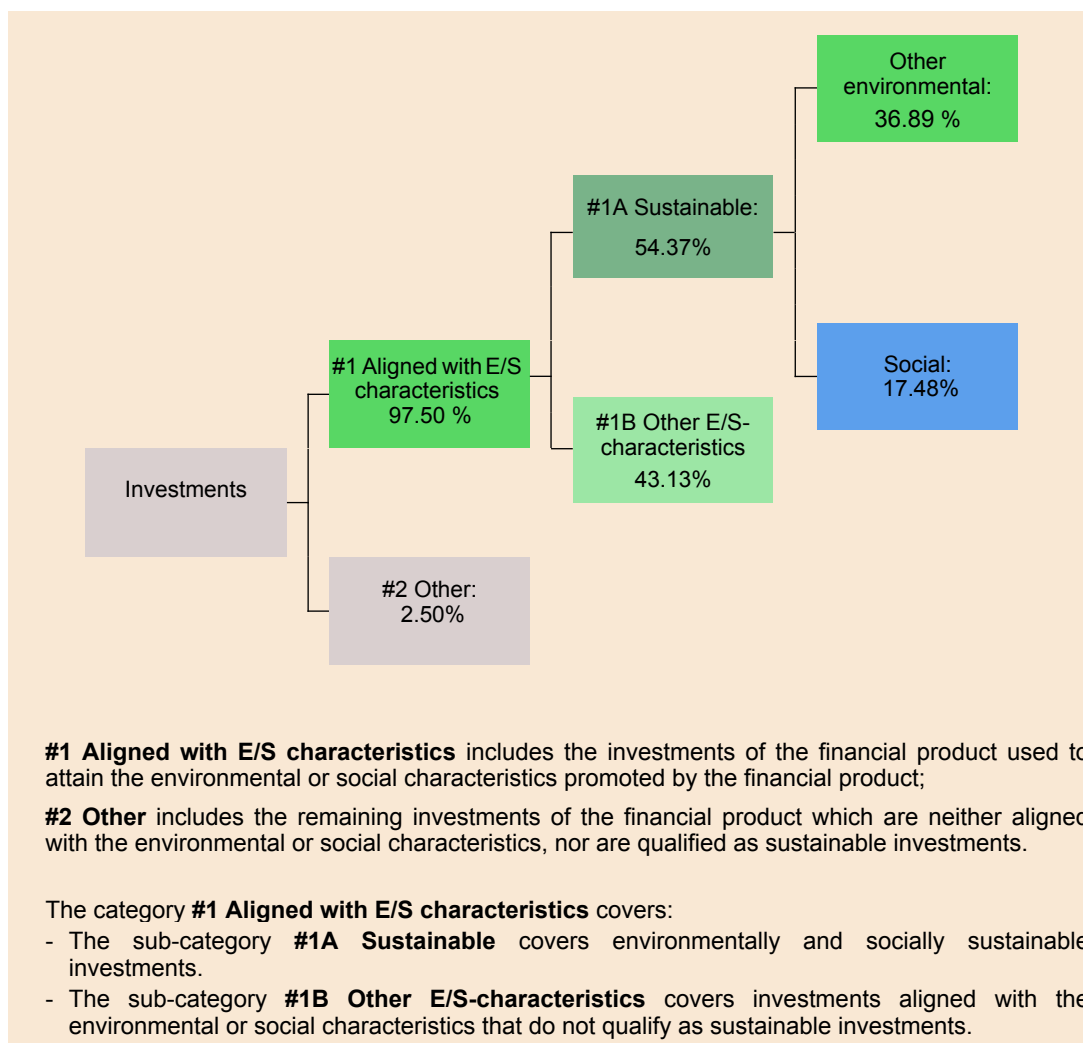 Other
environmental:
36.89 %
#1A Sustainable:
54.37%
#1 Aligned with E/S
characteristics
97.50 %
Social:
17.48%
#1B Other E/S-
characteristics
43.13%
Investments
#2 Other:
2.50%
#1 Aligned with E/S characteristics includes the investments of the financial product used to
attain the environmental or social characteristics promoted by the financial product;
#2 Other includes the remaining investments of the financial product which are neither aligned
with the environmental or social characteristics, nor are qualified as sustainable investments.
The category #1 Aligned with E/S characteristics covers:
- The sub-category #1A Sustainable covers environmentally and socially sustainable
investments.
- The sub-category #1B Other E/S-characteristics covers investments aligned with the
environmental or social characteristics that do not qualify as sustainable investments.